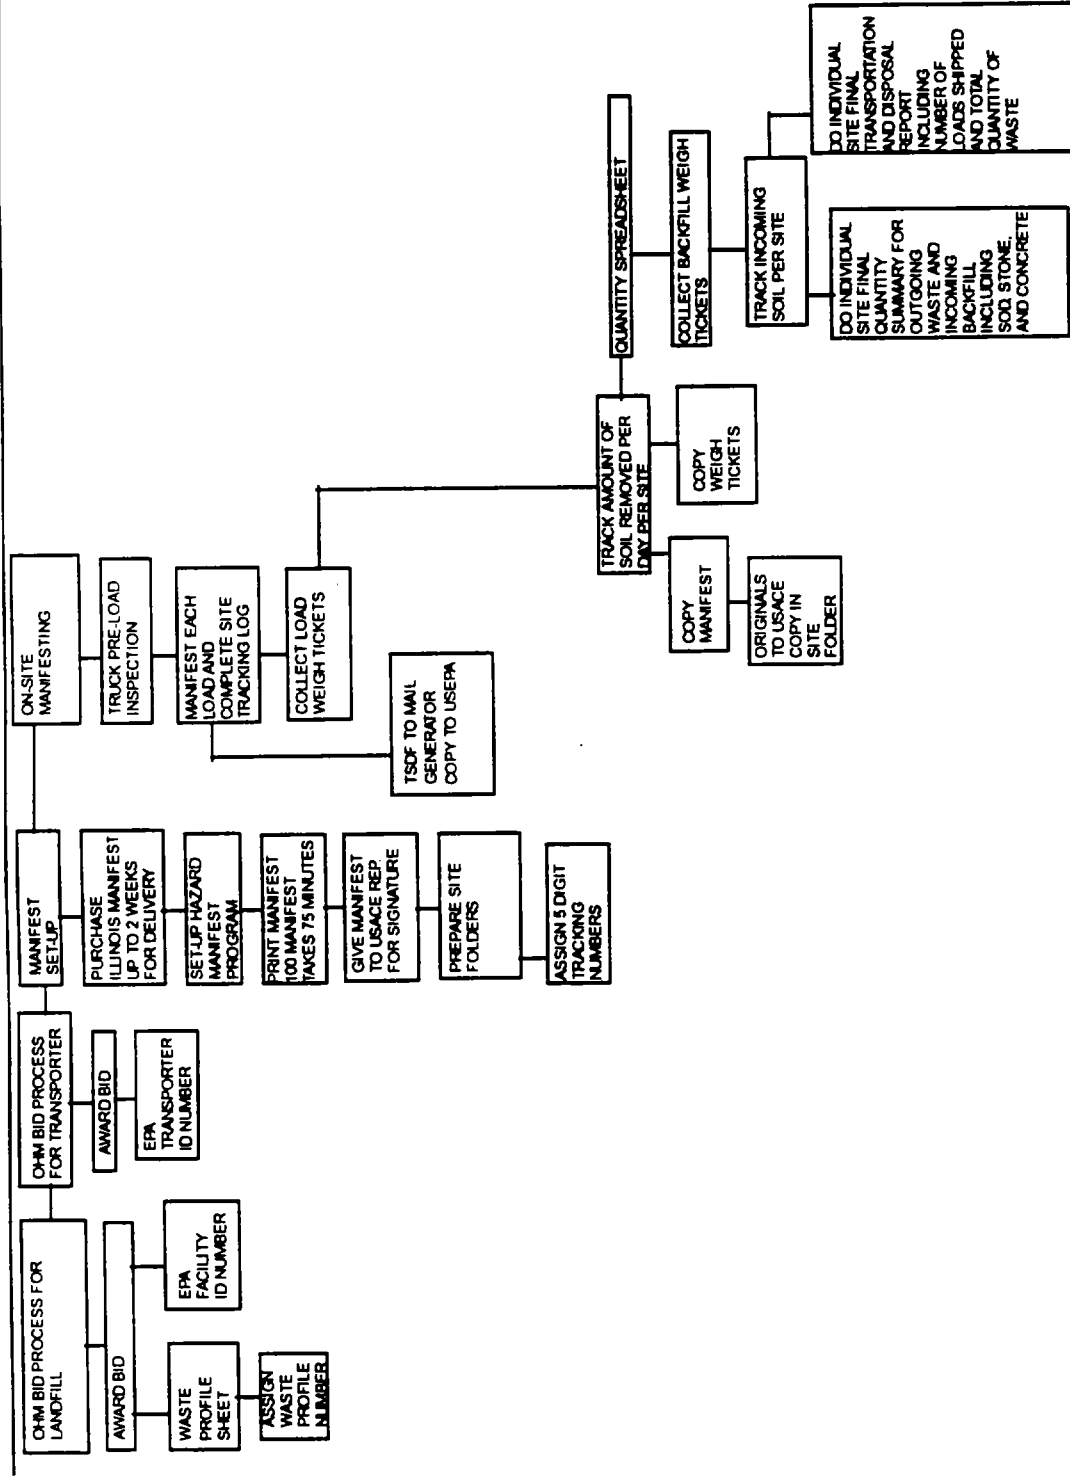 OHM BID PROCESS FOR
LANDFILL
AWARD BID
WASTE
PROFILE
SHEET
ASSIGN
WASTE
PROFILE
NUMBER
EPA
FACILITY
ID NUMBER
OHM BID PROCESS
FOR TRANSPORTER
AWARD BID
EPA
TRANSPORTER
ID NUMBER
MANIFEST
SET-UP
PURCHASE
ILLINOIS MANIFEST
UP TO 2 WEEKS
FOR DELIVERY
SET-UP HAZARD
MANIFEST
PROGRAM
PRINT MANIFEST
100 MANIFEST
TAKES 75 MINUTES
GIVE MANIFEST
TO USACE REP.
FOR SIGNATURE
PREPARE SITE
FOLDERS
ASSIGN 5 DIGIT
TRACKING
NUMBERS
ON-SITE
MANIFESTING
TRUCK PRE-LOAD
INSPECTION
MANIFEST EACH
LOAD AND
COMPLETE SITE
TRACKING LOG
COLLECT LOAD
WEIGH TICKETS
TSDF TO MAIL
GENERATOR
COPY TO USEPA
TRACK AMOUNT OF
SOIL REMOVED PER
DAY PER SITE
COPY
MANIFEST
ORIGINALS
TO USACE
COPY IN
SITE
FOLDER
COPY
WEIGH
TICKETS
QUANTITY SPREADSHEET
COLLECT BACKFILL WEIGH
TICKETS
TRACK INCOMING
SOIL PER SITE
DO INDIVIDUAL
SITE FINAL
QUANTITY
SUMMARY FOR
OUTGOING
WASTE AND
INCOMING
BACKFILL
INCLUDING
SOD, STONE,
AND CONCRETE
DO INDIVIDUAL
SITE FINAL
TRANSPORTATION
AND DISPOSAL
REPORT
INCLUDING
NUMBER OF
LOADS SHIPPED
AND TOTAL
QUANTITY OF
WASTE